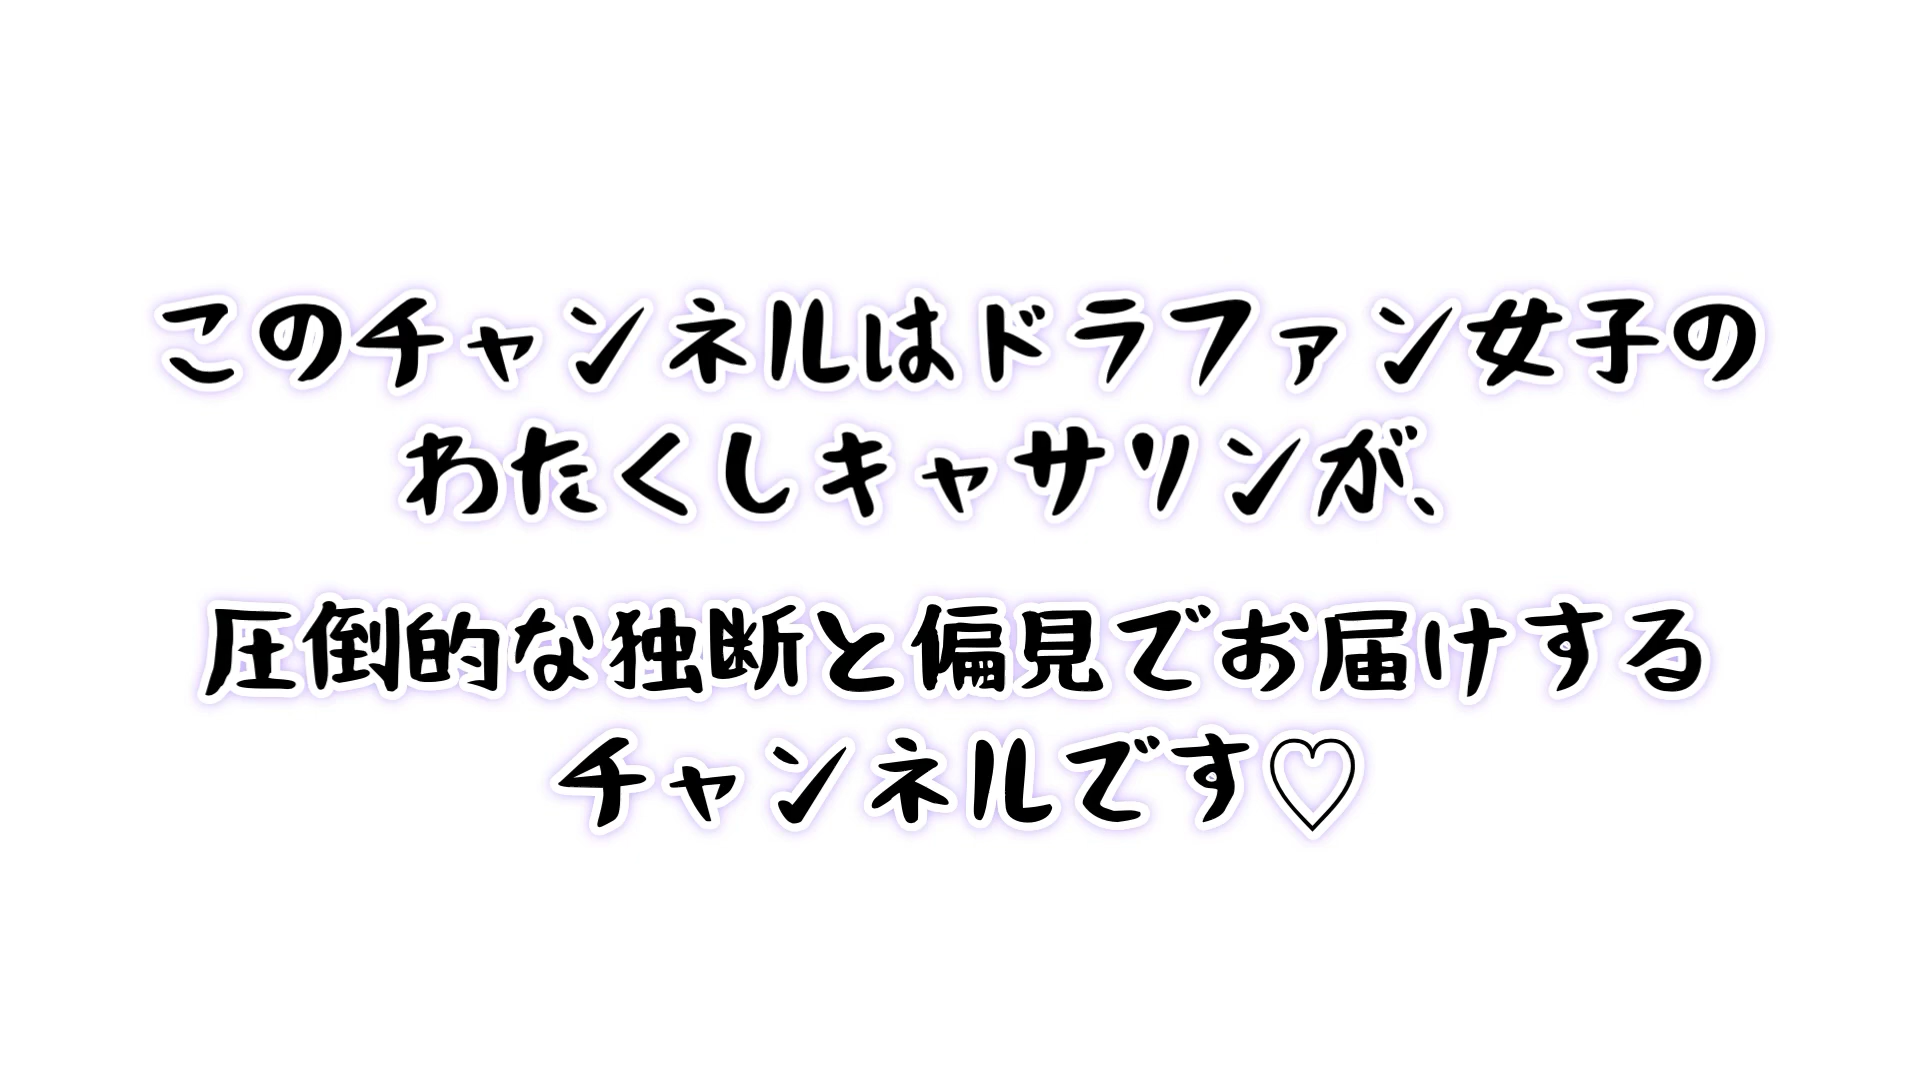 このチャンネルはドラファン女子の
わたくしキャサリンが、
圧倒的な独断と偏見でお届けする
チャンネルです♡